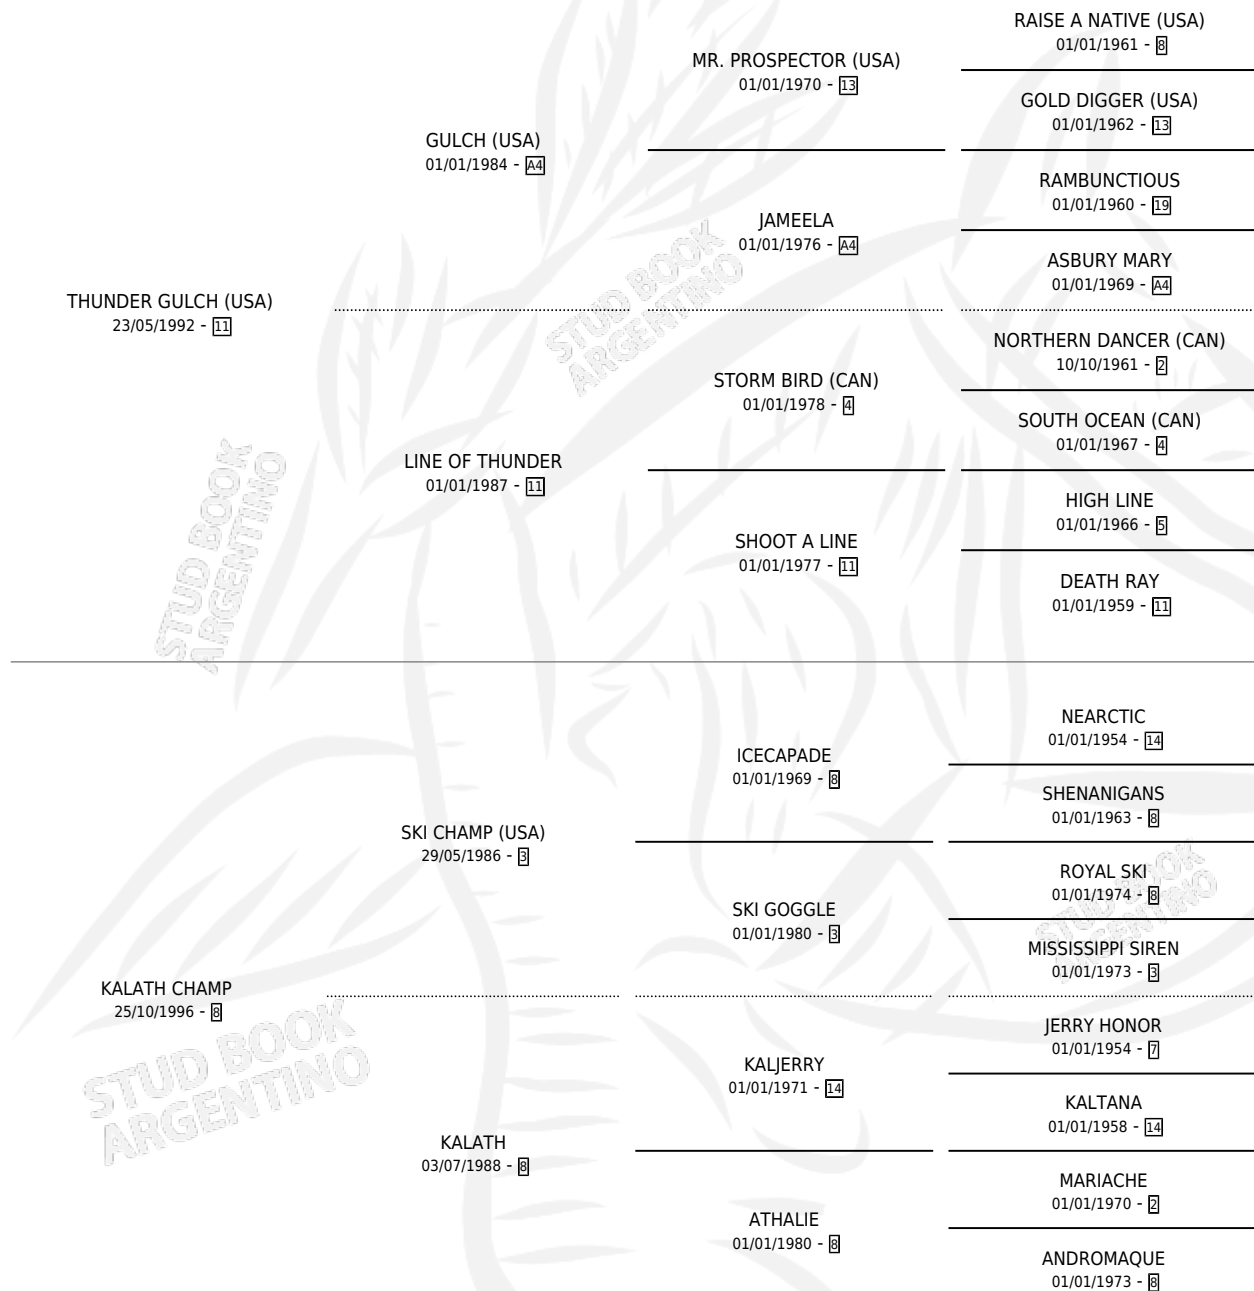 RAISE A NATIVE (USA)
01/01/1961 - 8
MR. PROSPECTOR (USA)
01/01/1970 - 13
GOLD DIGGER (USA)
01/01/1962 - 13
GULCH (USA)
01/01/1984 - A4
RAMBUNCTIOUS
01/01/1960 - 19
JAMEELA
01/01/1976 - A4
ASBURY MARY
01/01/1969 - A4
THUNDER GULCH (USA)
23/05/1992 - 11
NORTHERN DANCER (CAN)
10/10/1961 - 2
STORM BIRD (CAN)
01/01/1978 - 4
SOUTH OCEAN (CAN)
01/01/1967 - 4
LINE OF THUNDER
01/01/1987 - 11
HIGH LINE
01/01/1966 - 5
SHOOT A LINE
01/01/1977 - 11
DEATH RAY
01/01/1959 - 11
NEARCTIC
01/01/1954 - 14
ICECAPADE
01/01/1969 - 8
SHENANIGANS
01/01/1963 - 8
SKI CHAMP (USA)
29/05/1986 - 3
ROYAL SKI
01/01/1974 - 8
SKI GOGGLE
01/01/1980 - 3
MISSISSIPPI SIREN
01/01/1973 - 3
KALATH CHAMP
25/10/1996 - 8
JERRY HONOR
01/01/1954 - 7
KALJERRY
01/01/1971 - 14
KALTANA
01/01/1958 - 14
KALATH
03/07/1988 - 8
MARIACHE
01/01/1970 - 2
ATHALIE
01/01/1980 - 8
ANDROMAQUE
01/01/1973 - 8
STUD BOOK
ARGENTINO
STUD BOOK
ARGENTINO
STUD BOOK
ARGENTINO
STUD BOOK
ARGENTINO